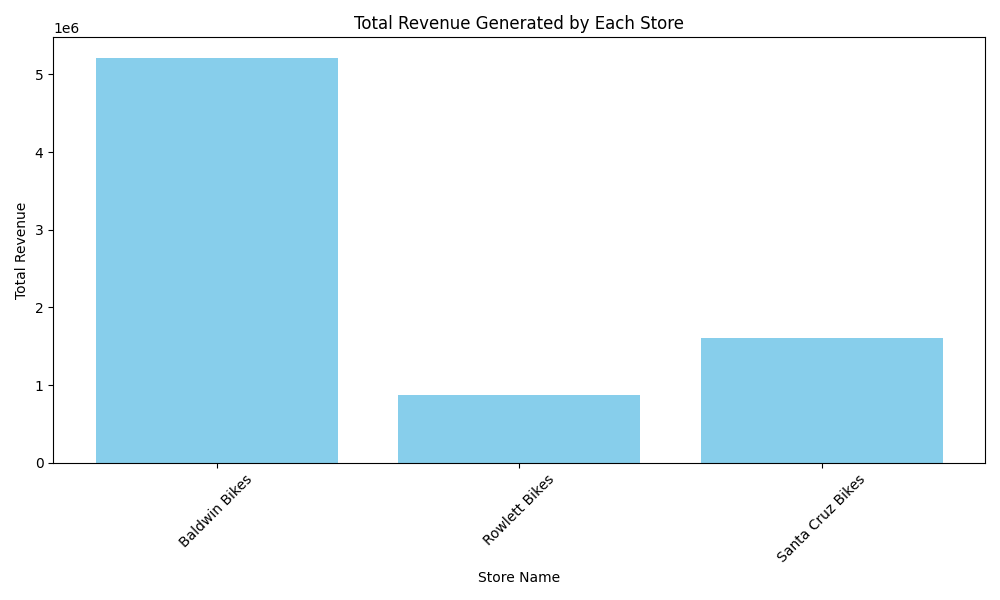 Total Revenue Generated by Each Store
1e6
5
4
3
2
1
0
Total Revenue
Baldwin Bikes
Rowlett Bikes
Santa Cruz Bikes
Store Name